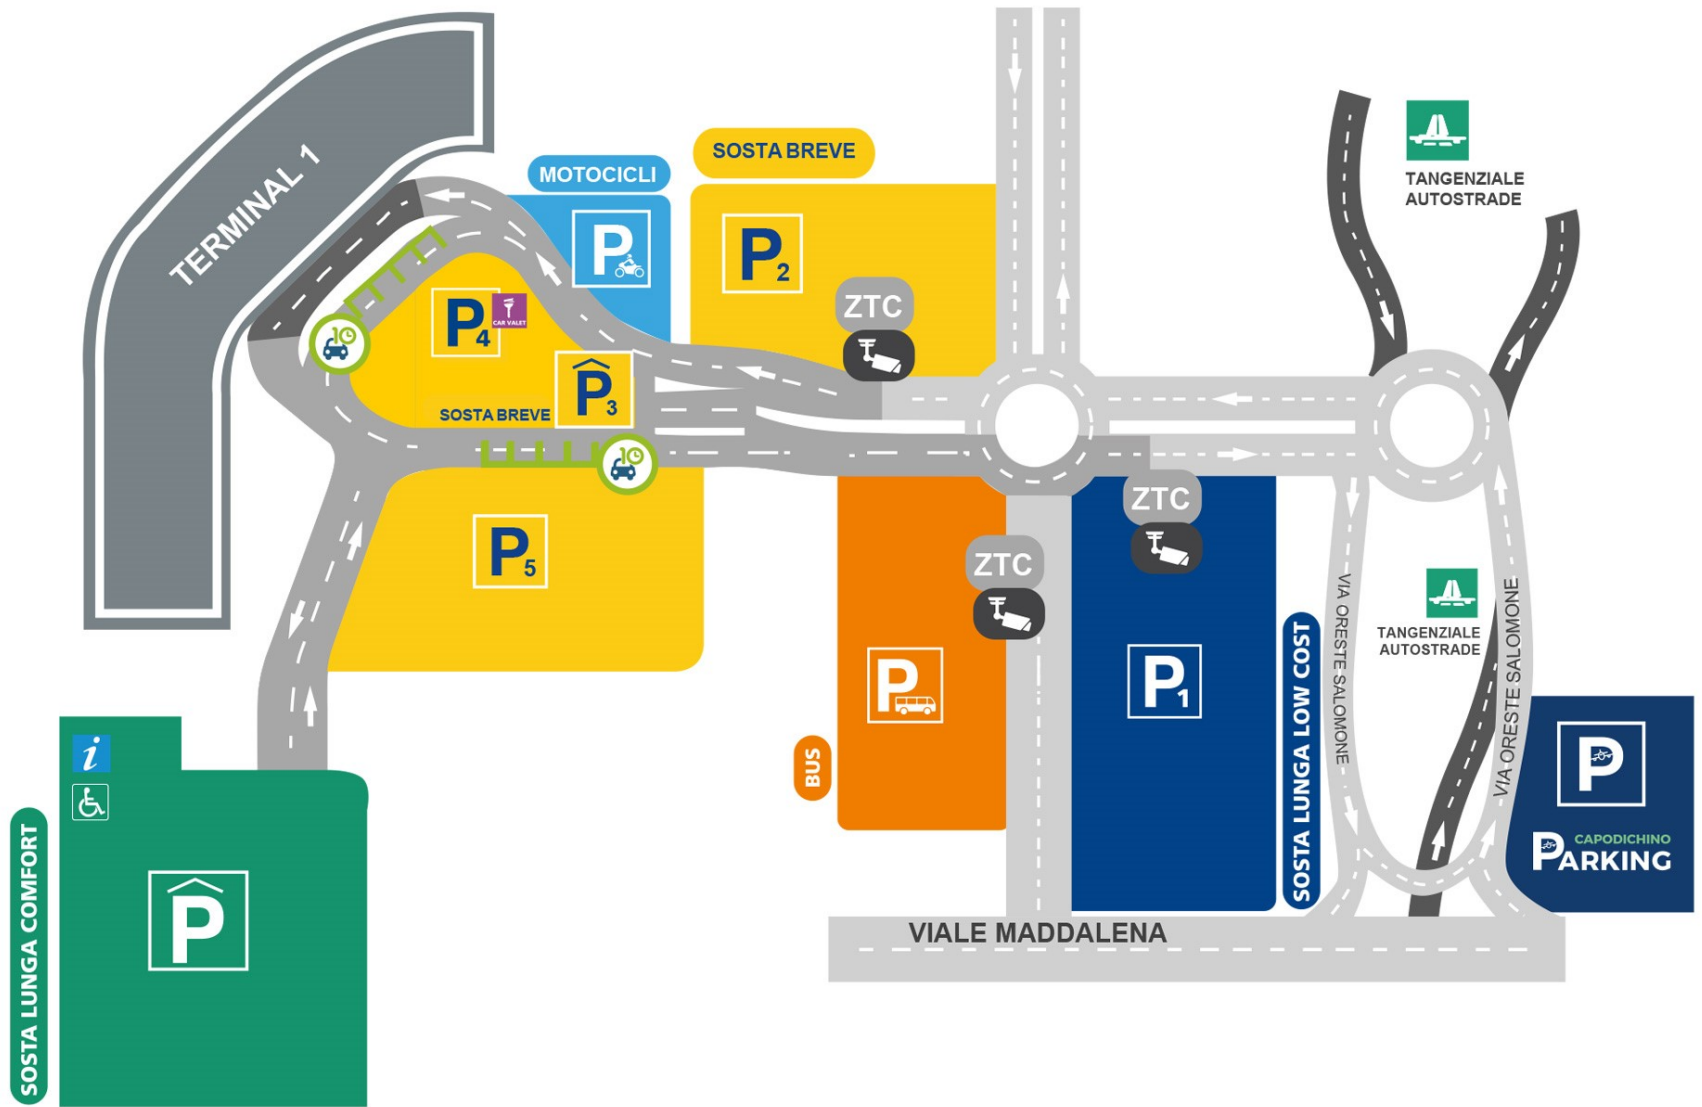 TERMINAL 1
MOTOCICLI
P
SOSTA BREVE
P2
ZTC
TANGENZIALE
AUTOSTRADE
P4
CAR VALET
10
P3
SOSTA BREVE
10
P5
ZTC
ZTC
P
BUS
P1
SOSTA LUNGA LOW COST
VIA ORESTE SALOMONE
TANGENZIALE
AUTOSTRADE
VIA ORESTE SALOMONE
P
CAPODICHINO
PARKING
i
P
SOSTA LUNGA COMFORT
VIALE MADDALENA